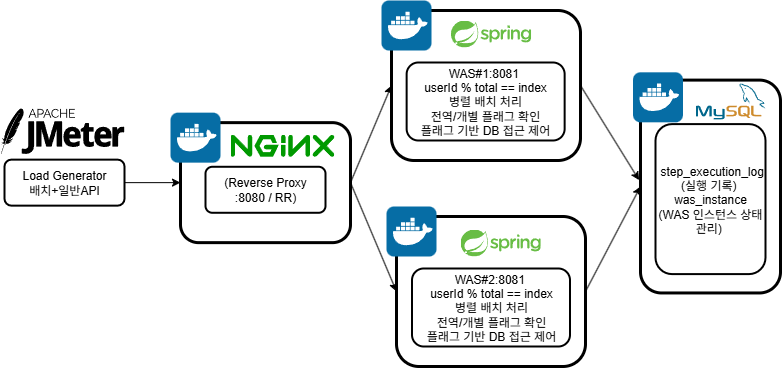 APACHE
JMeter
Load Generator
배치+일반API
NGINX
(Reverse Proxy
:8080 / RR)
spring
WAS#1:8081
userId % total == index
병렬 배치 처리
전역/개별 플래그 확인
플래그 기반 DB 접근 제어
spring
WAS#2:8081
userId % total == index
병렬 배치 처리
전역/개별 플래그 확인
플래그 기반 DB 접근 제어
MySQL
step_execution_log
(실행 기록)
was_instance
(WAS 인스턴스 상태
관리)